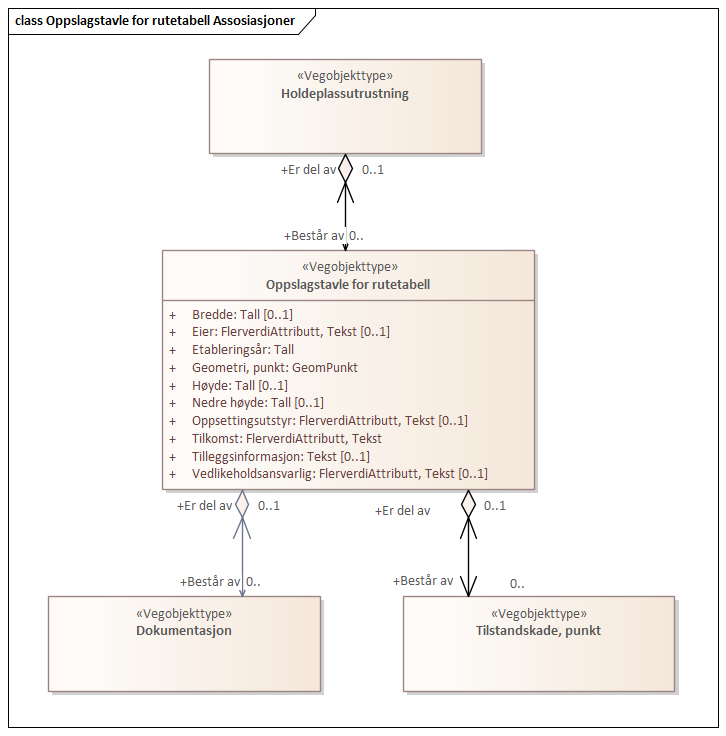 class Oppslagstavle for rutetabell Assosiasjoner
«Vegobjekttype»
Holdeplassutrustning
+Er del av 0..1
+Består av 0..
«Vegobjekttype»
Oppslagstavle for rutetabell
+ Bredde: Tall [0..1]
+ Eier: FlerverdiAttributt, Tekst [0..1]
+ Etableringsår: Tall
+ Geometri, punkt: GeomPunkt
+ Høyde: Tall [0..1]
+ Nedre høyde: Tall [0..1]
+ Oppsettingsutstyr: FlerverdiAttributt, Tekst [0..1]
+ Tilkomst: FlerverdiAttributt, Tekst
+ Tilleggsinformasjon: Tekst [0..1]
+ Vedlikeholdsansvarlig: FlerverdiAttributt, Tekst [0..1]
+Er del av 0..1
+Er del av 0..1
+Består av 0..
+Består av 0..
«Vegobjekttype»
Dokumentasjon
«Vegobjekttype»
Tilstandskade, punkt